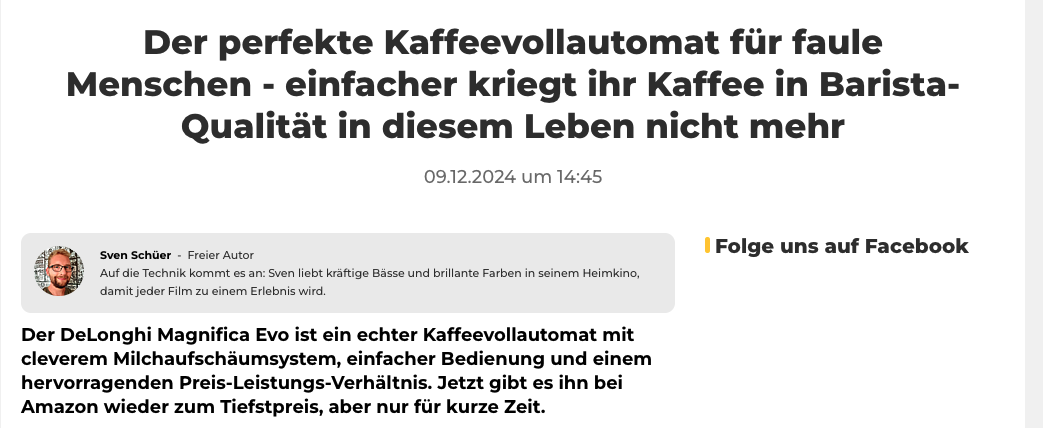 Der perfekte Kaffeevollautomat für faule
Menschen - einfacher kriegt ihr Kaffee in Barista-
Qualität in diesem Leben nicht mehr
09.12.2024 um 14:45
Sven Schüer - Freier Autor
Auf die Technik kommt es an: Sven liebt kräftige Bässe und brillante Farben in seinem Heimkino,
damit jeder Film zu einem Erlebnis wird.
Folge uns auf Facebook
Der DeLonghi Magnifica Evo ist ein echter Kaffeevollautomat mit
cleverem Milchaufschäumsystem, einfacher Bedienung und einem
hervorragenden Preis-Leistungs-Verhältnis. Jetzt gibt es ihn bei
Amazon wieder zum Tiefstpreis, aber nur für kurze Zeit.